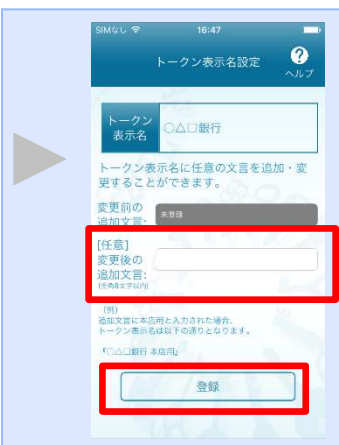 SIMなし 16:47
トークン表示名設定
?
ヘルプ
トークン
表示名
○△□銀行
トークン表示名に任意の文言を追加・変
更することができます。
変更前の
追加文言:
未登録
[任意]
変更後の
追加文言:
(全角8文字以内)
(例)
追加文言に本店用と入力された場合、
トークン表示名は以下の通りとなります。
『○△□銀行 本店用』
登録